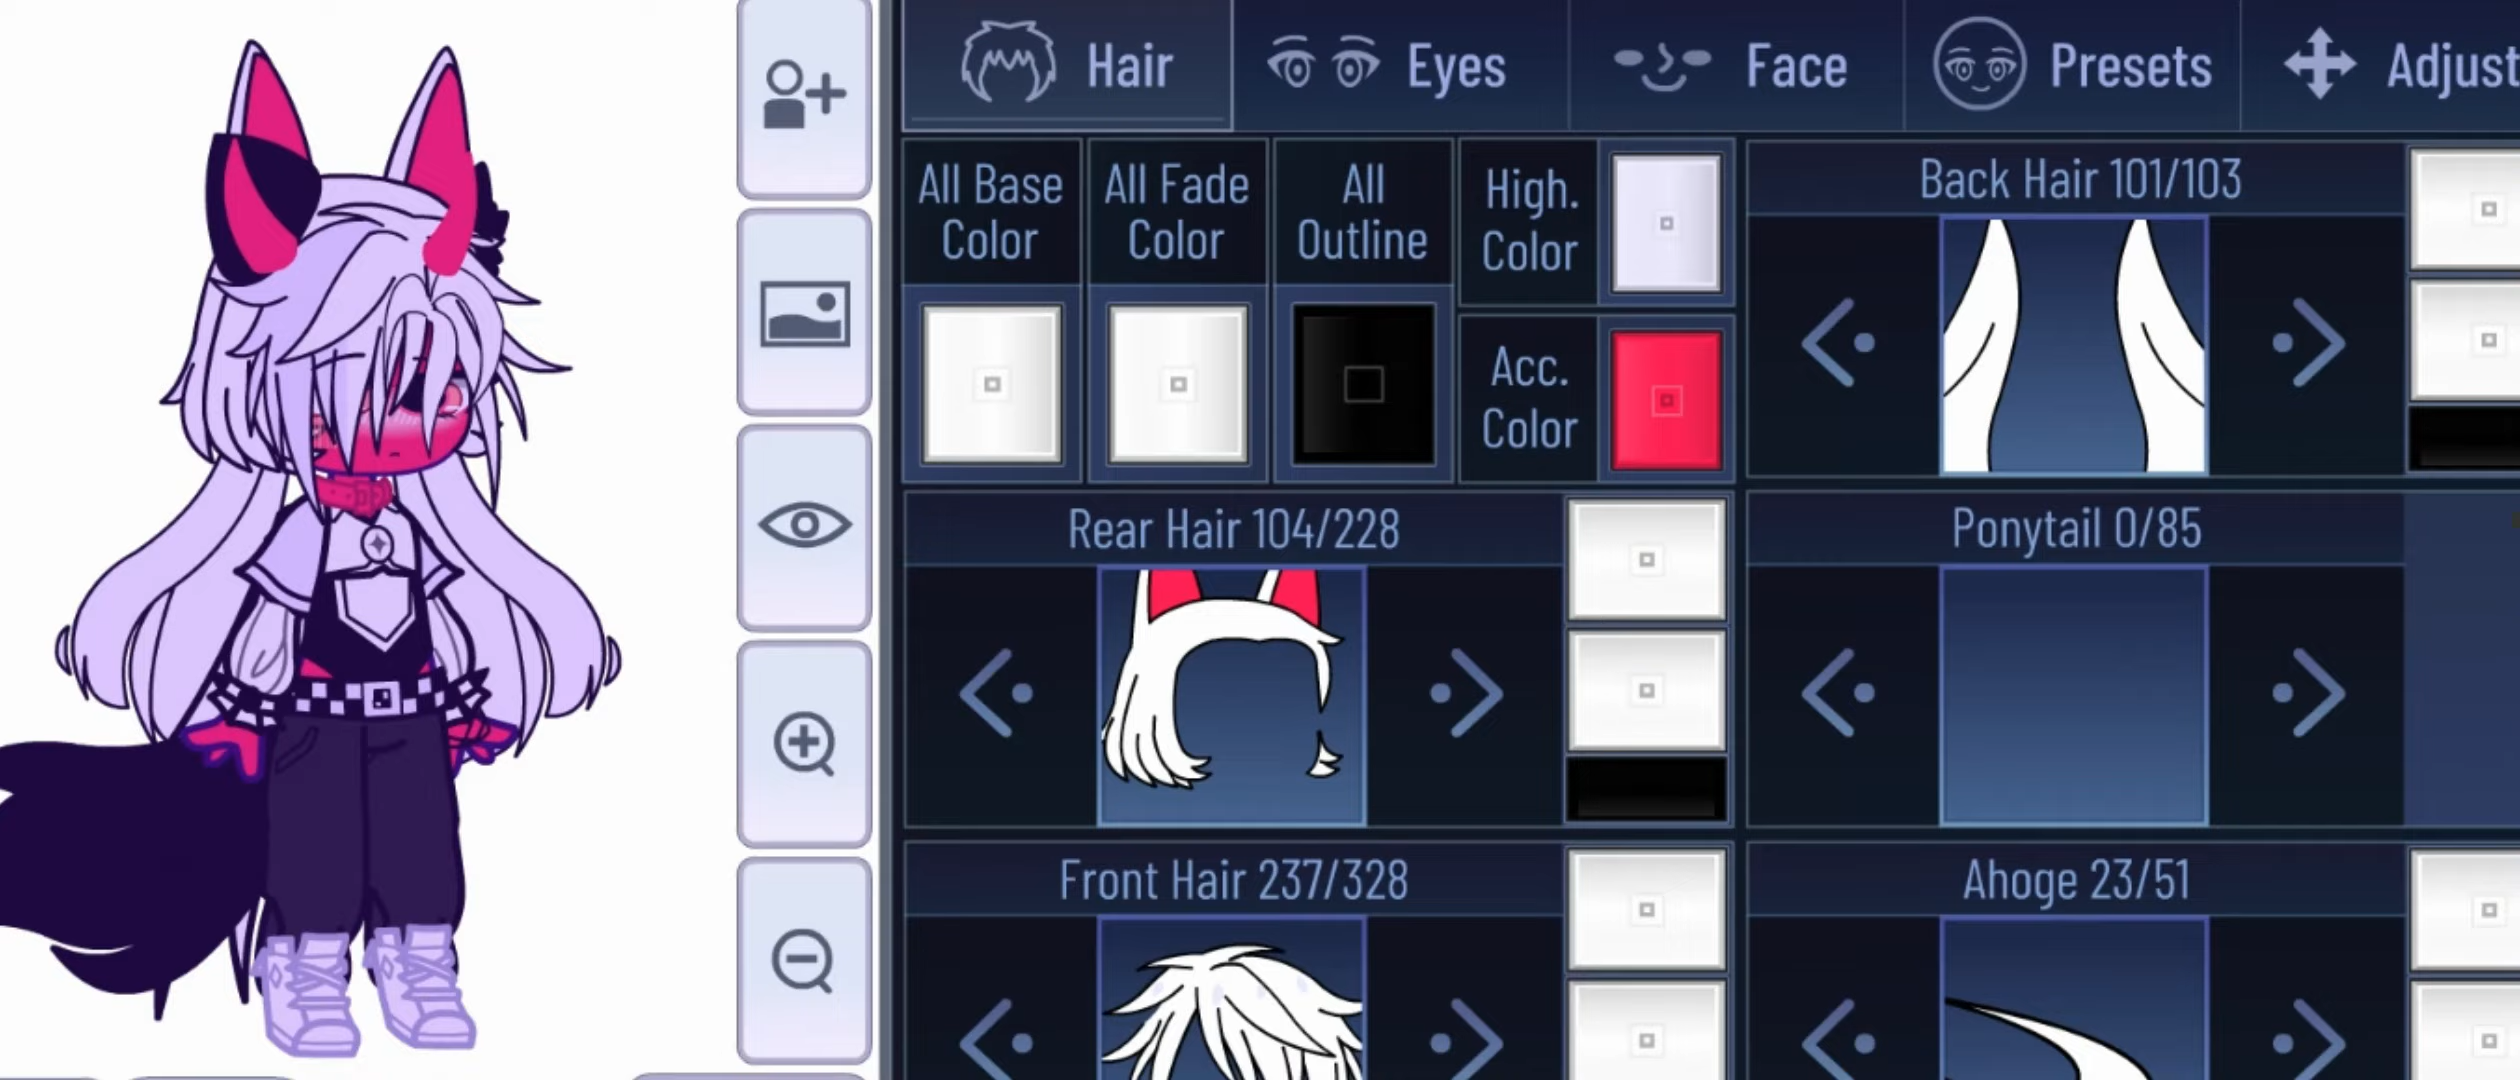 Hair
Eyes
Face
Presets
Adjust
All Base
Color
All Fade
Color
All
Outline
High.
Color
Acc.
Color
Back Hair 101/103
Rear Hair 104/228
Ponytail 0/85
Front Hair 237/328
Ahoge 23/51